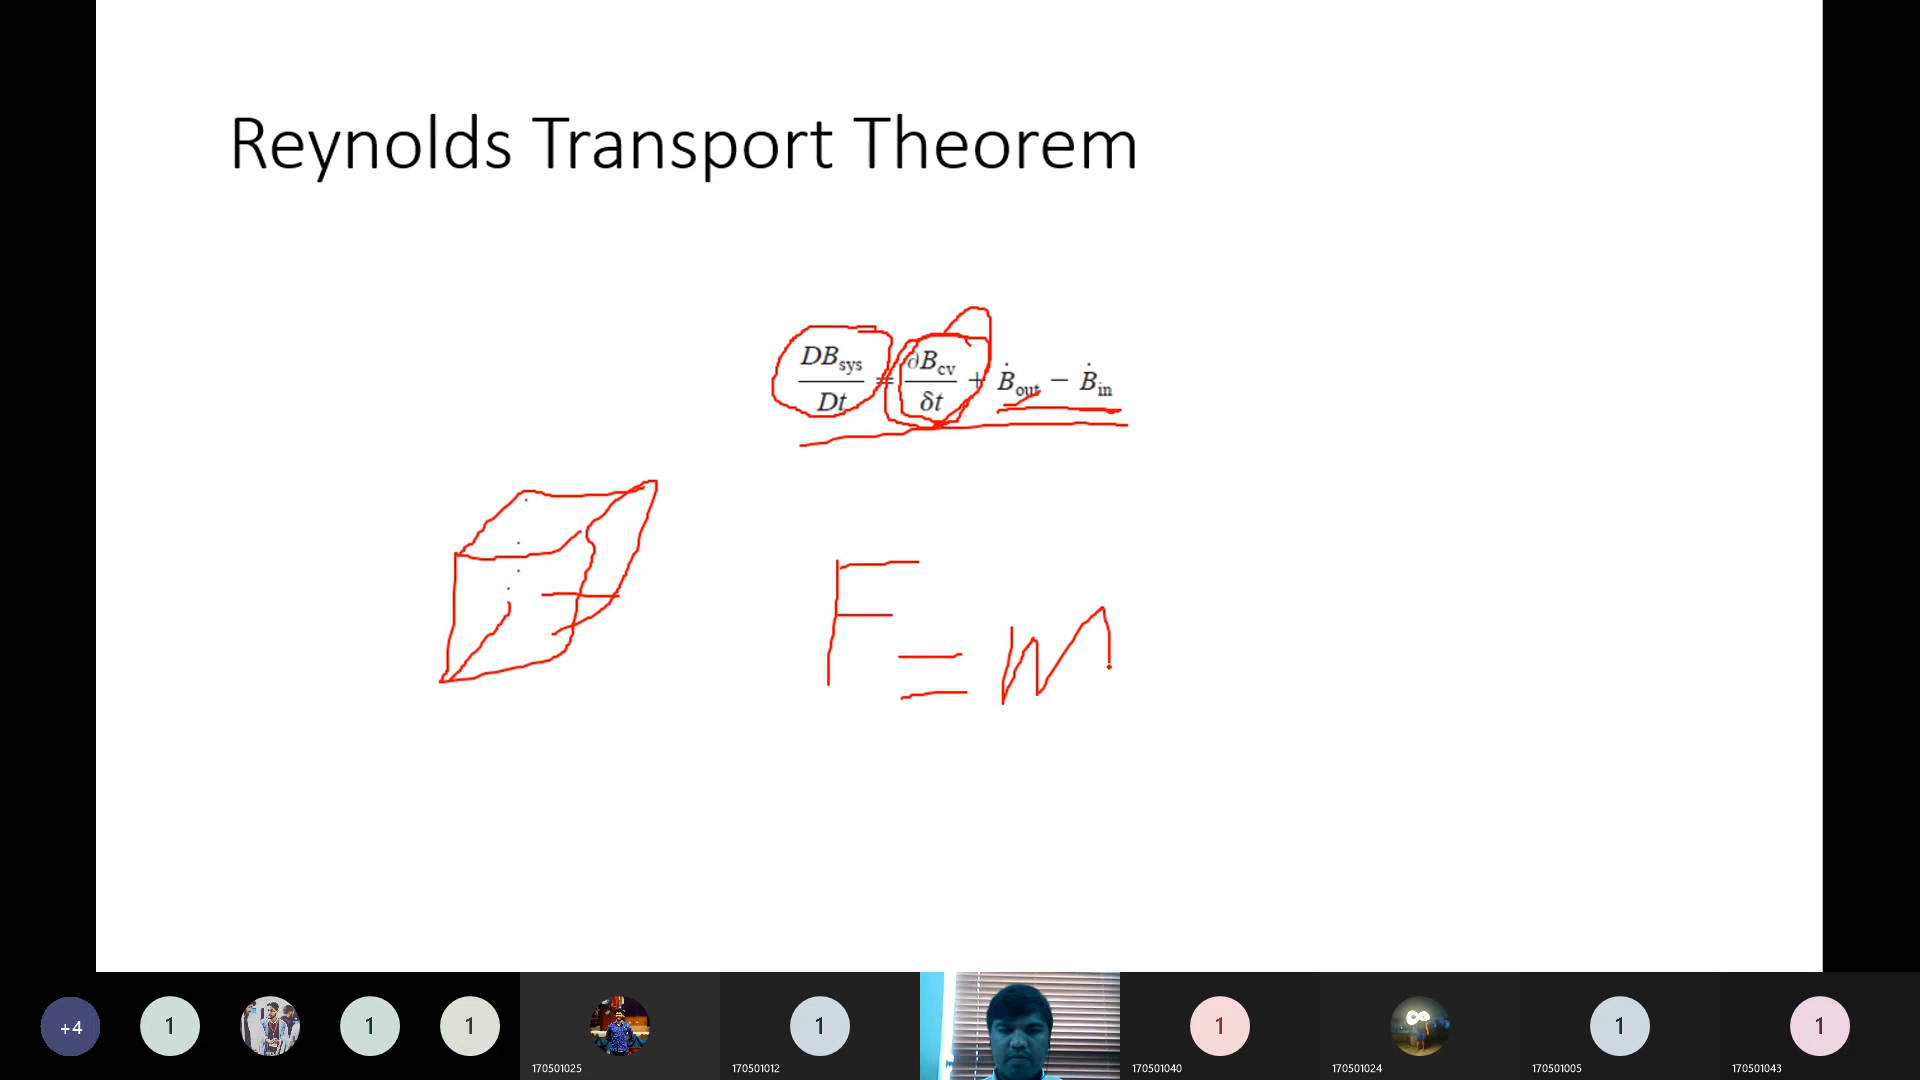 Reynolds Transport Theorem
DB_sys/Dt = ∂B_cv/δt + Ḃ_out − Ḃ_in
F = m
+4 1 1 1 1 1 1 1
170501025 170501012 170501040 170501024 170501005 170501043